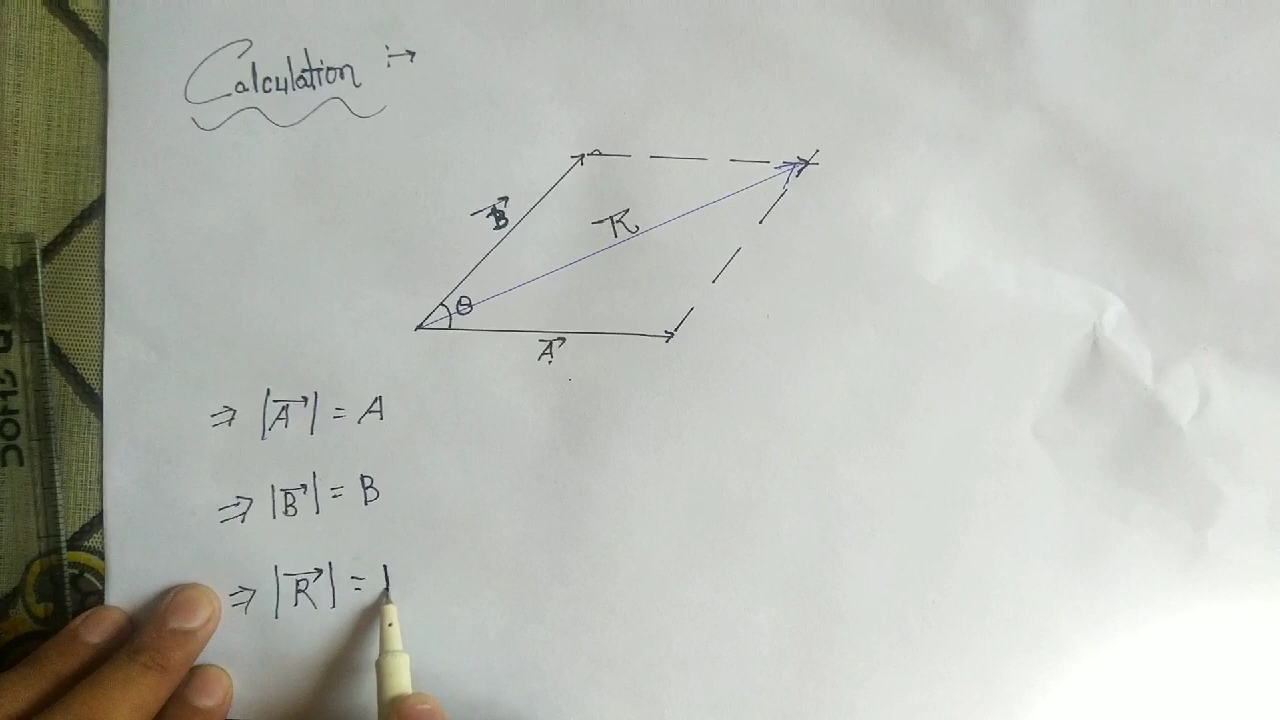 Calculation :→
B⃗
R⃗
θ
A⃗
⇒ |A⃗| = A
⇒ |B⃗| = B
⇒ |R⃗| =